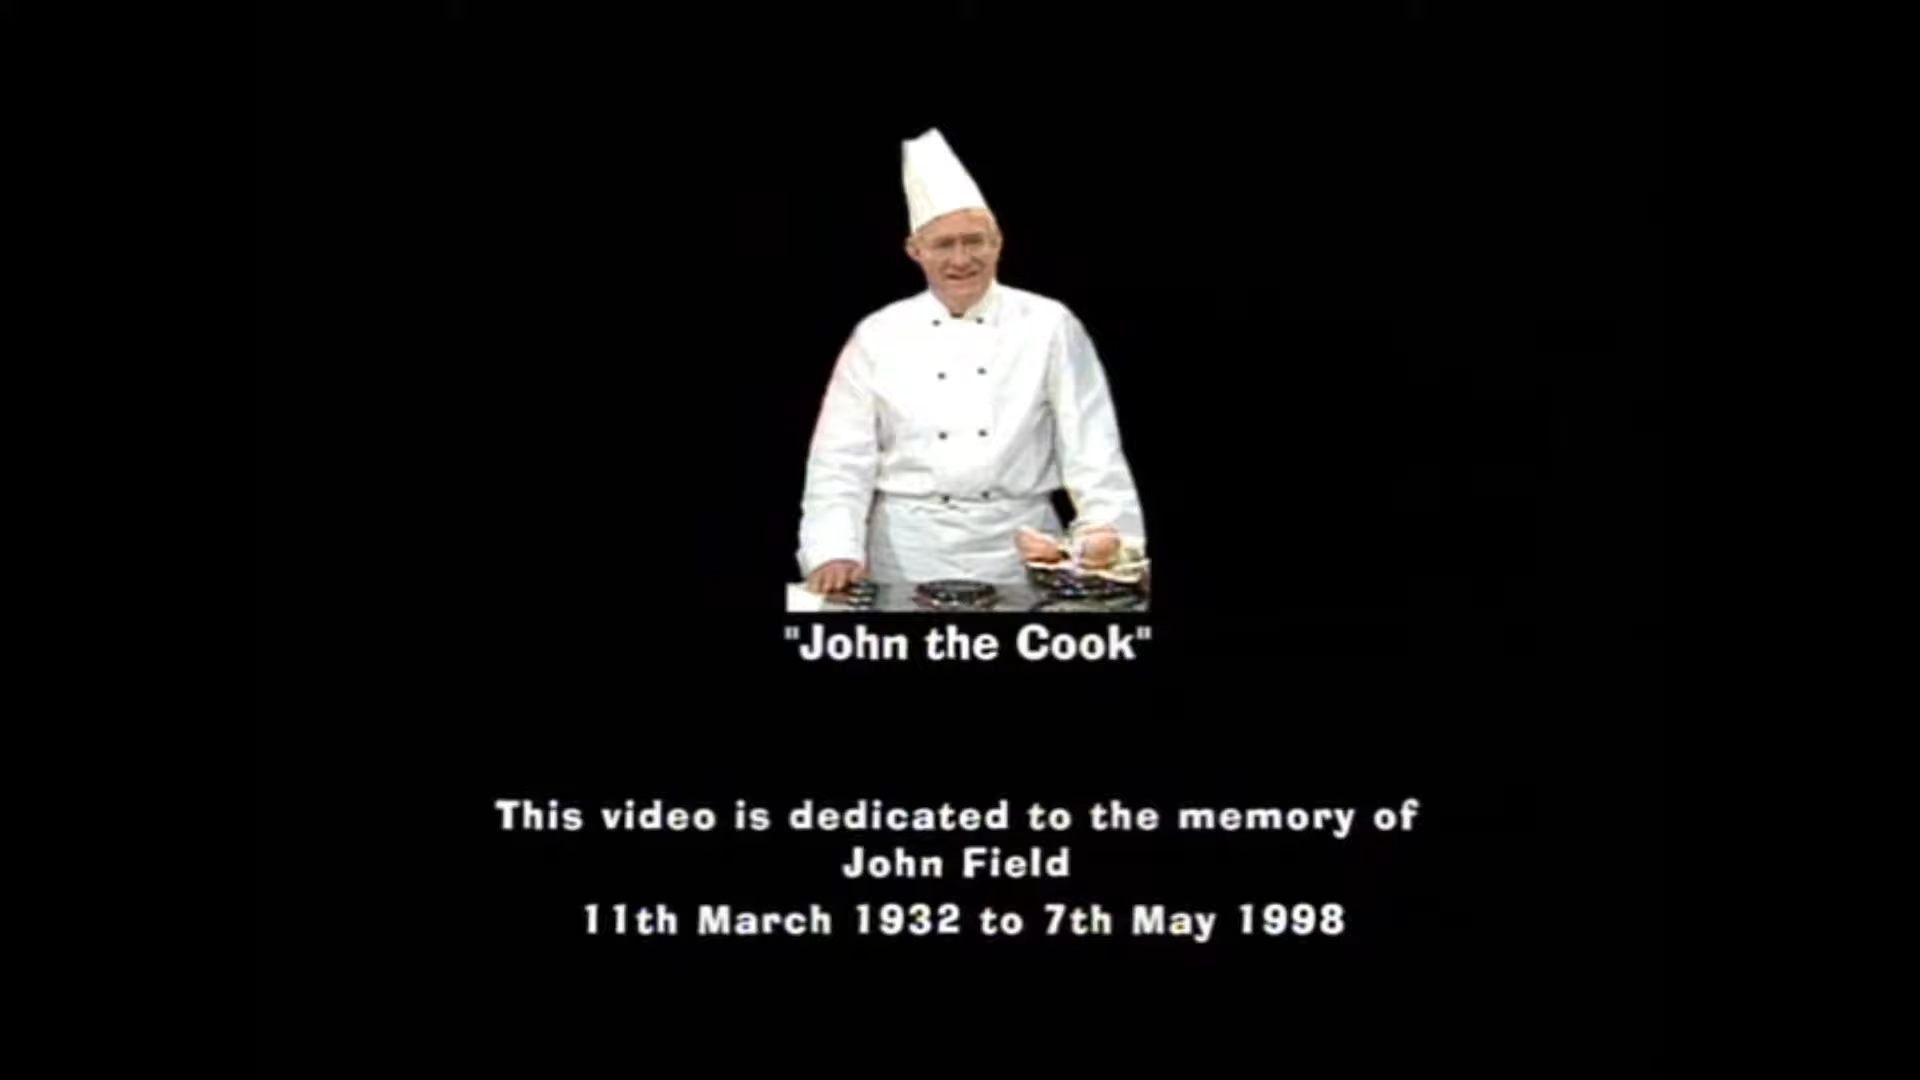 "John the Cook"
This video is dedicated to the memory of
John Field
11th March 1932 to 7th May 1998